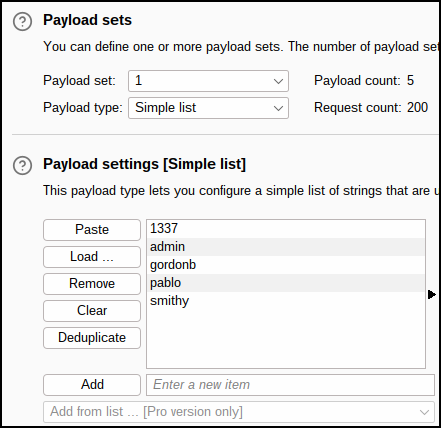 Payload sets
You can define one or more payload sets. The number of payload set
Payload set: 1 Payload count: 5
Payload type: Simple list Request count: 200
Payload settings [Simple list]
This payload type lets you configure a simple list of strings that are u
Paste
Load ...
Remove
Clear
Deduplicate
1337
admin
gordonb
pablo
smithy
Add Enter a new item
Add from list ... [Pro version only]